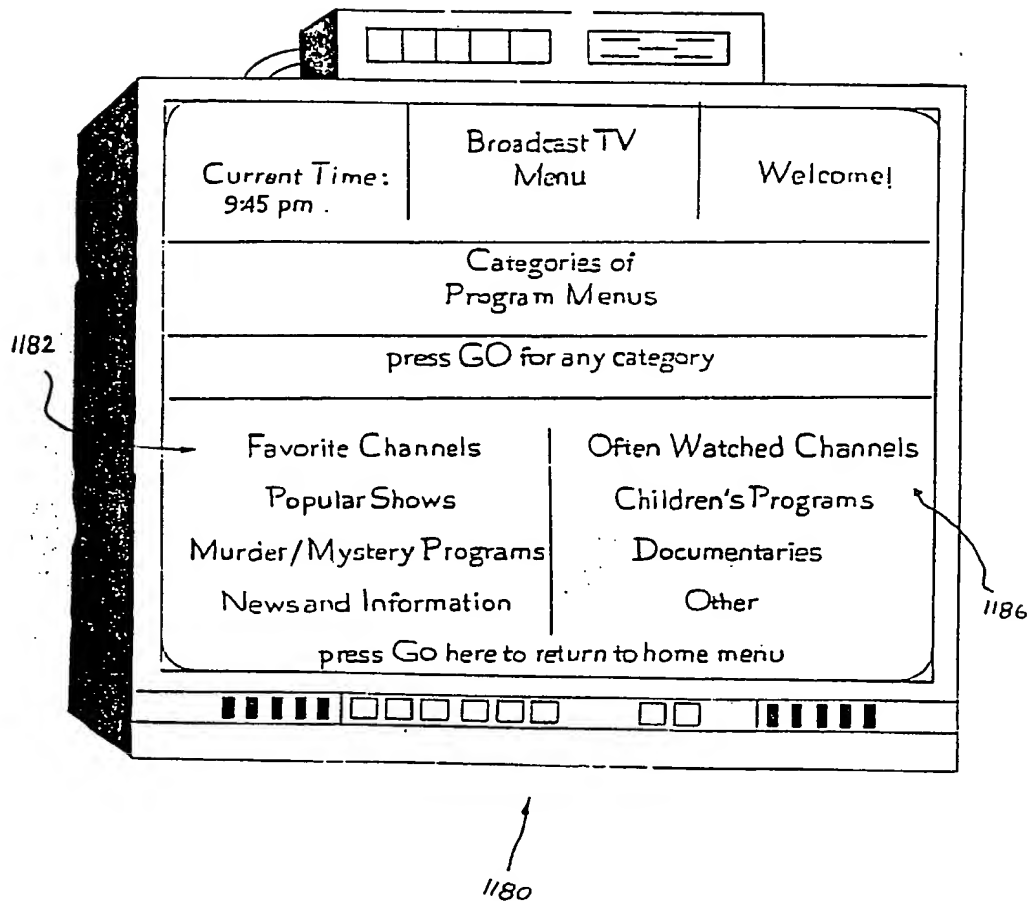 Broadcast TV
Menu
Current Time:
9:45 pm .
Welcome!
Categories of
Program Menus
press GO for any category
1182
Favorite Channels
Often Watched Channels
Popular Shows
Children's Programs
Murder/Mystery Programs
Documentaries
News and Information
Other
1186
press Go here to return to home menu
1180